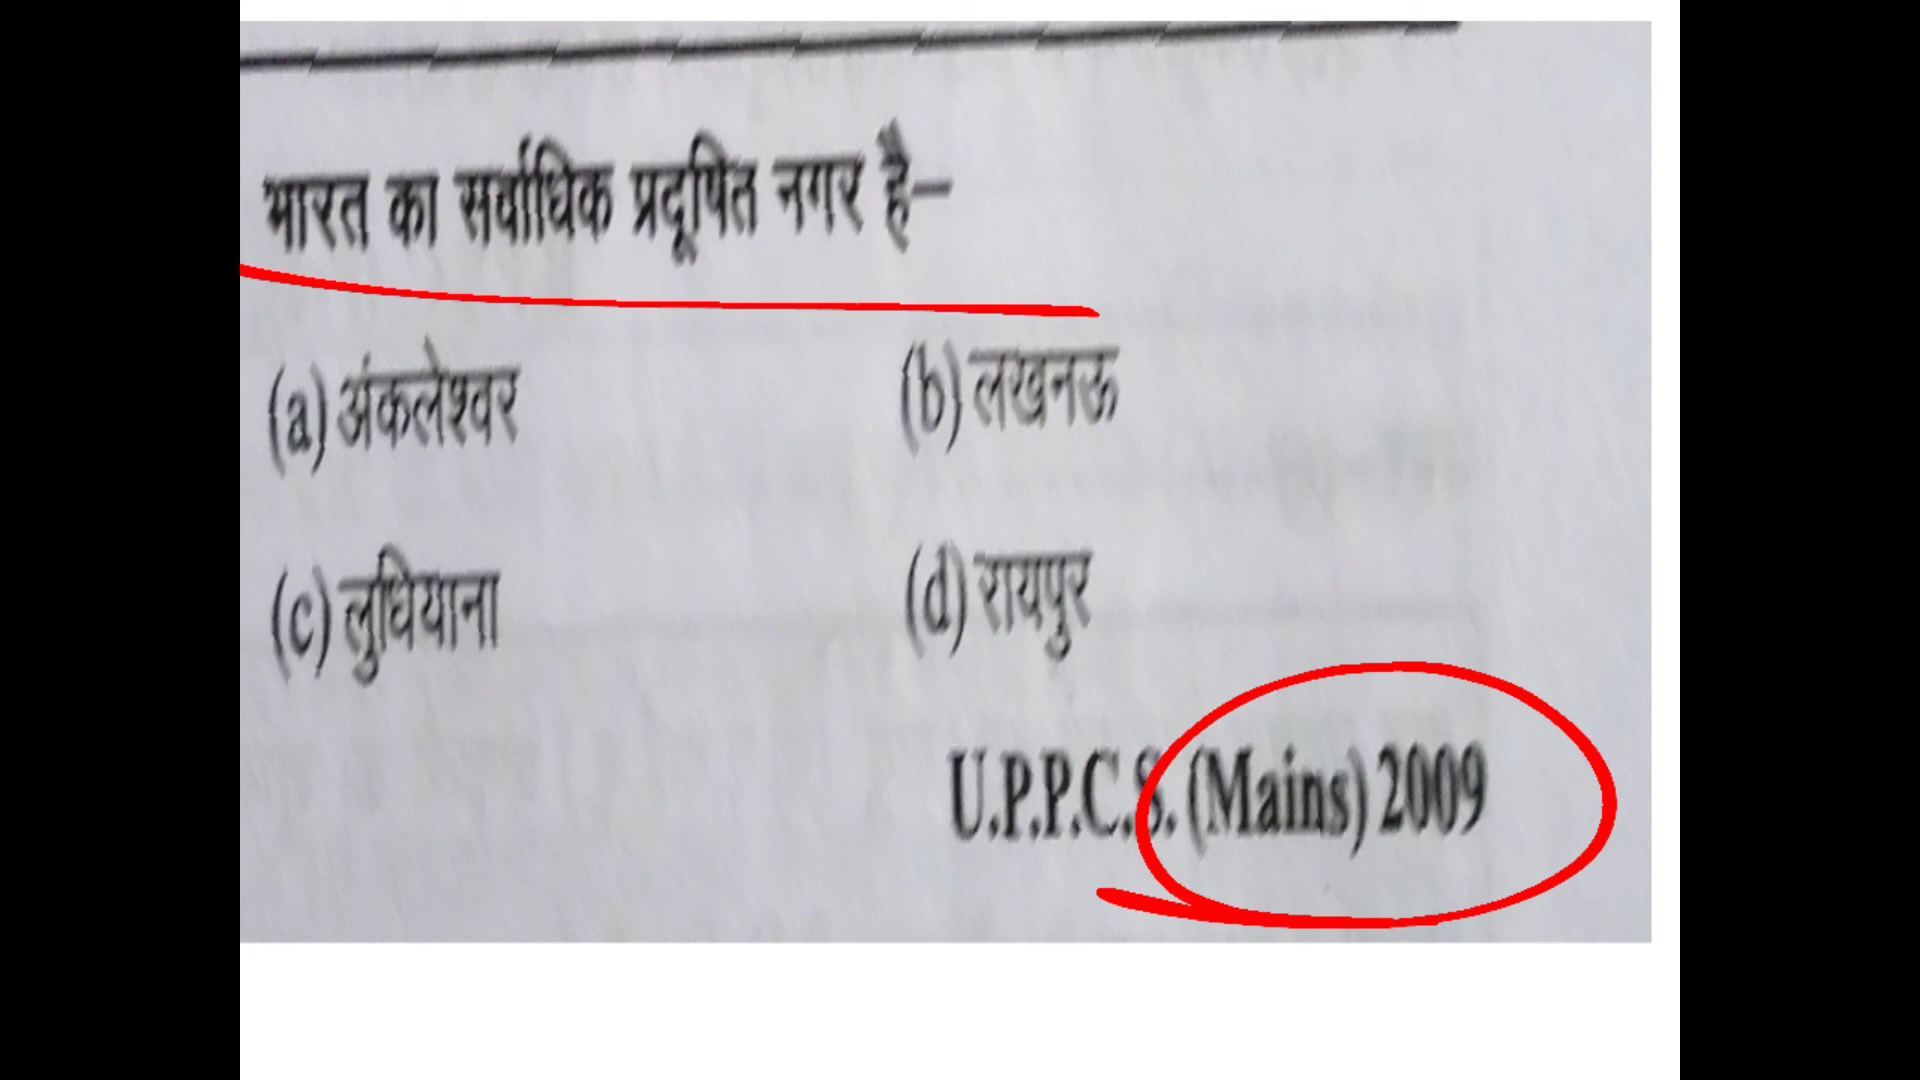 भारत का सर्वाधिक प्रदूषित नगर है–
(a) अंकलेश्वर (b) लखनऊ
(c) लुधियाना (d) रायपुर
U.P.P.C.S. (Mains) 2009